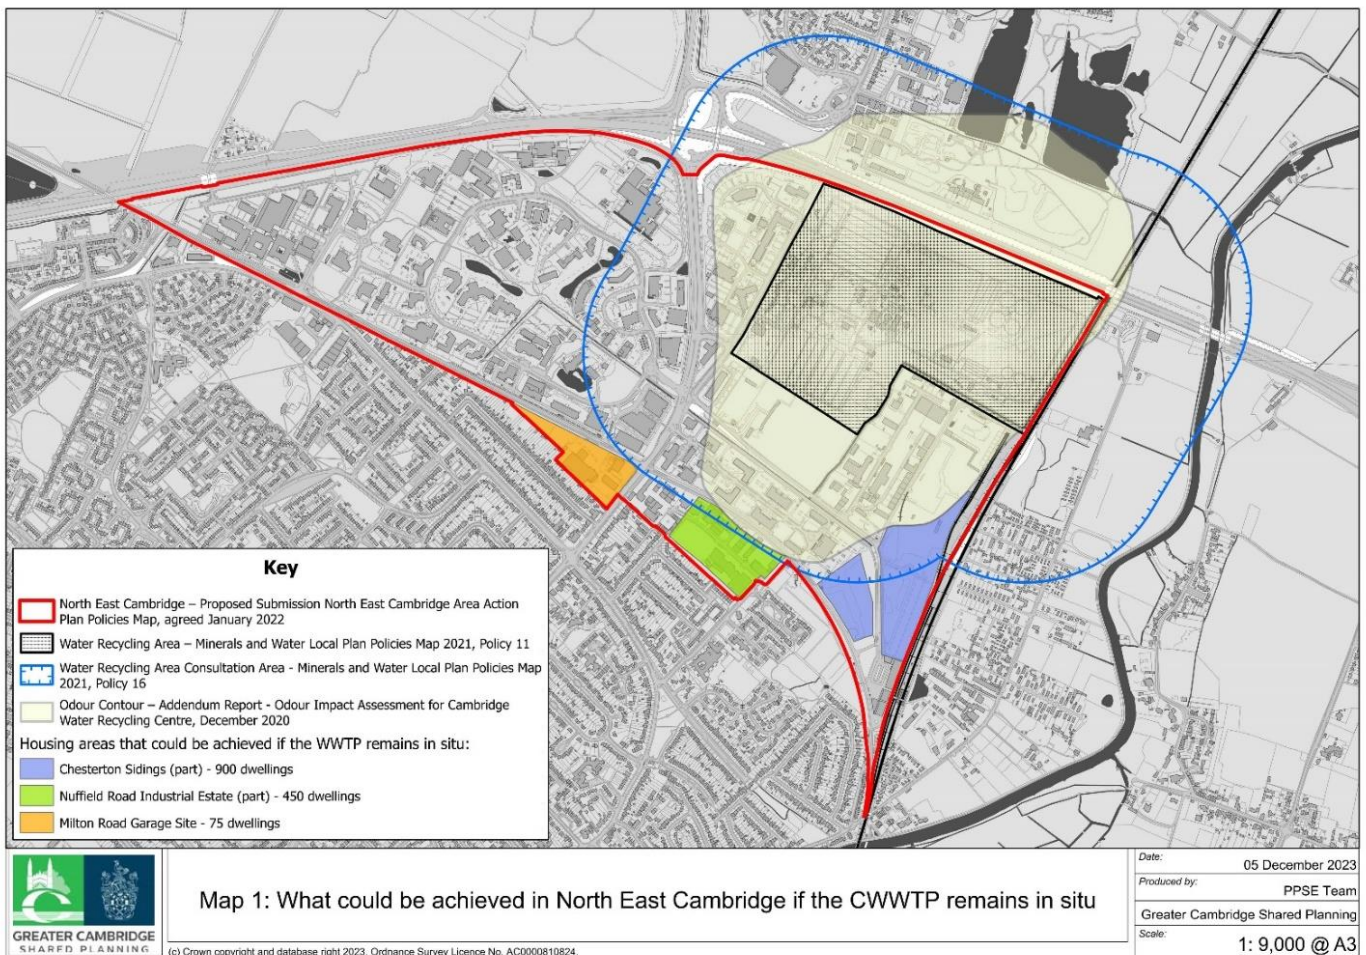 Key
North East Cambridge – Proposed Submission North East Cambridge Area Action
Plan Policies Map, agreed January 2022
Water Recycling Area – Minerals and Water Local Plan Policies Map 2021, Policy 11
Water Recycling Area Consultation Area - Minerals and Water Local Plan Policies Map
2021, Policy 16
Odour Contour – Addendum Report - Odour Impact Assessment for Cambridge
Water Recycling Centre, December 2020
Housing areas that could be achieved if the WWTP remains in situ:
Chesterton Sidings (part) - 900 dwellings
Nuffield Road Industrial Estate (part) - 450 dwellings
Milton Road Garage Site - 75 dwellings
GREATER CAMBRIDGE
SHARED PLANNING
Map 1: What could be achieved in North East Cambridge if the CWWTP remains in situ
(c) Crown copyright and database right 2023. Ordnance Survey Licence No. AC0000810824.
Date: 05 December 2023
Produced by: PPSE Team
Greater Cambridge Shared Planning
Scale: 1: 9,000 @ A3